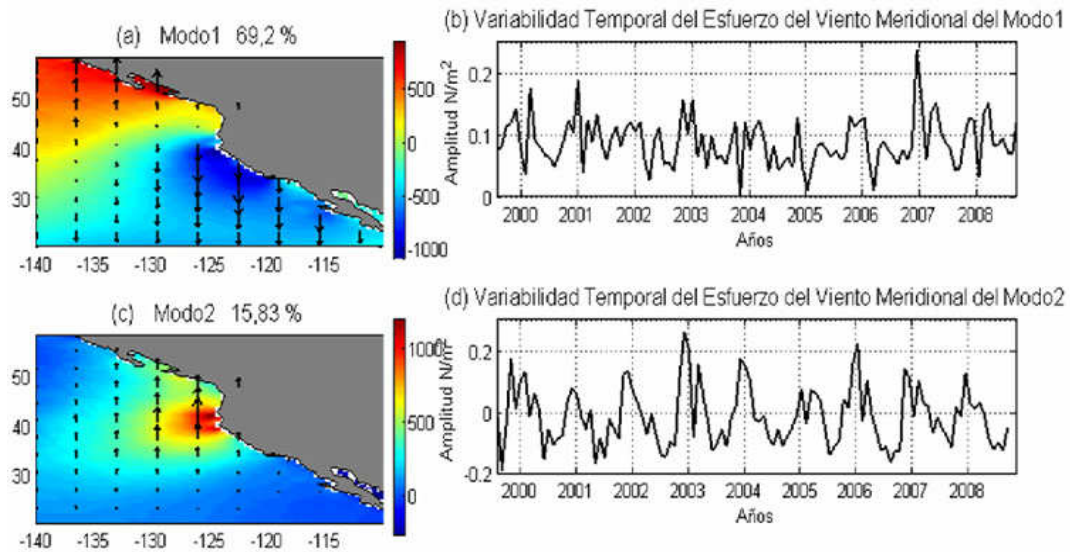 (a) Modo1 69,2 %
50
40
30
-140 -135 -130 -125 -120 -115
500
0
-500
-1000
(b) Variabilidad Temporal del Esfuerzo del Viento Meridional del Modo1
Amplitud N/m²
0.2
0.1
0
2000 2001 2002 2003 2004 2005 2006 2007 2008
Años
(c) Modo2 15,83 %
50
40
30
-140 -135 -130 -125 -120 -115
1000
500
0
(d) Variabilidad Temporal del Esfuerzo del Viento Meridional del Modo2
Amplitud N/m²
0.2
0
-0.2
2000 2001 2002 2003 2004 2005 2006 2007 2008
Años